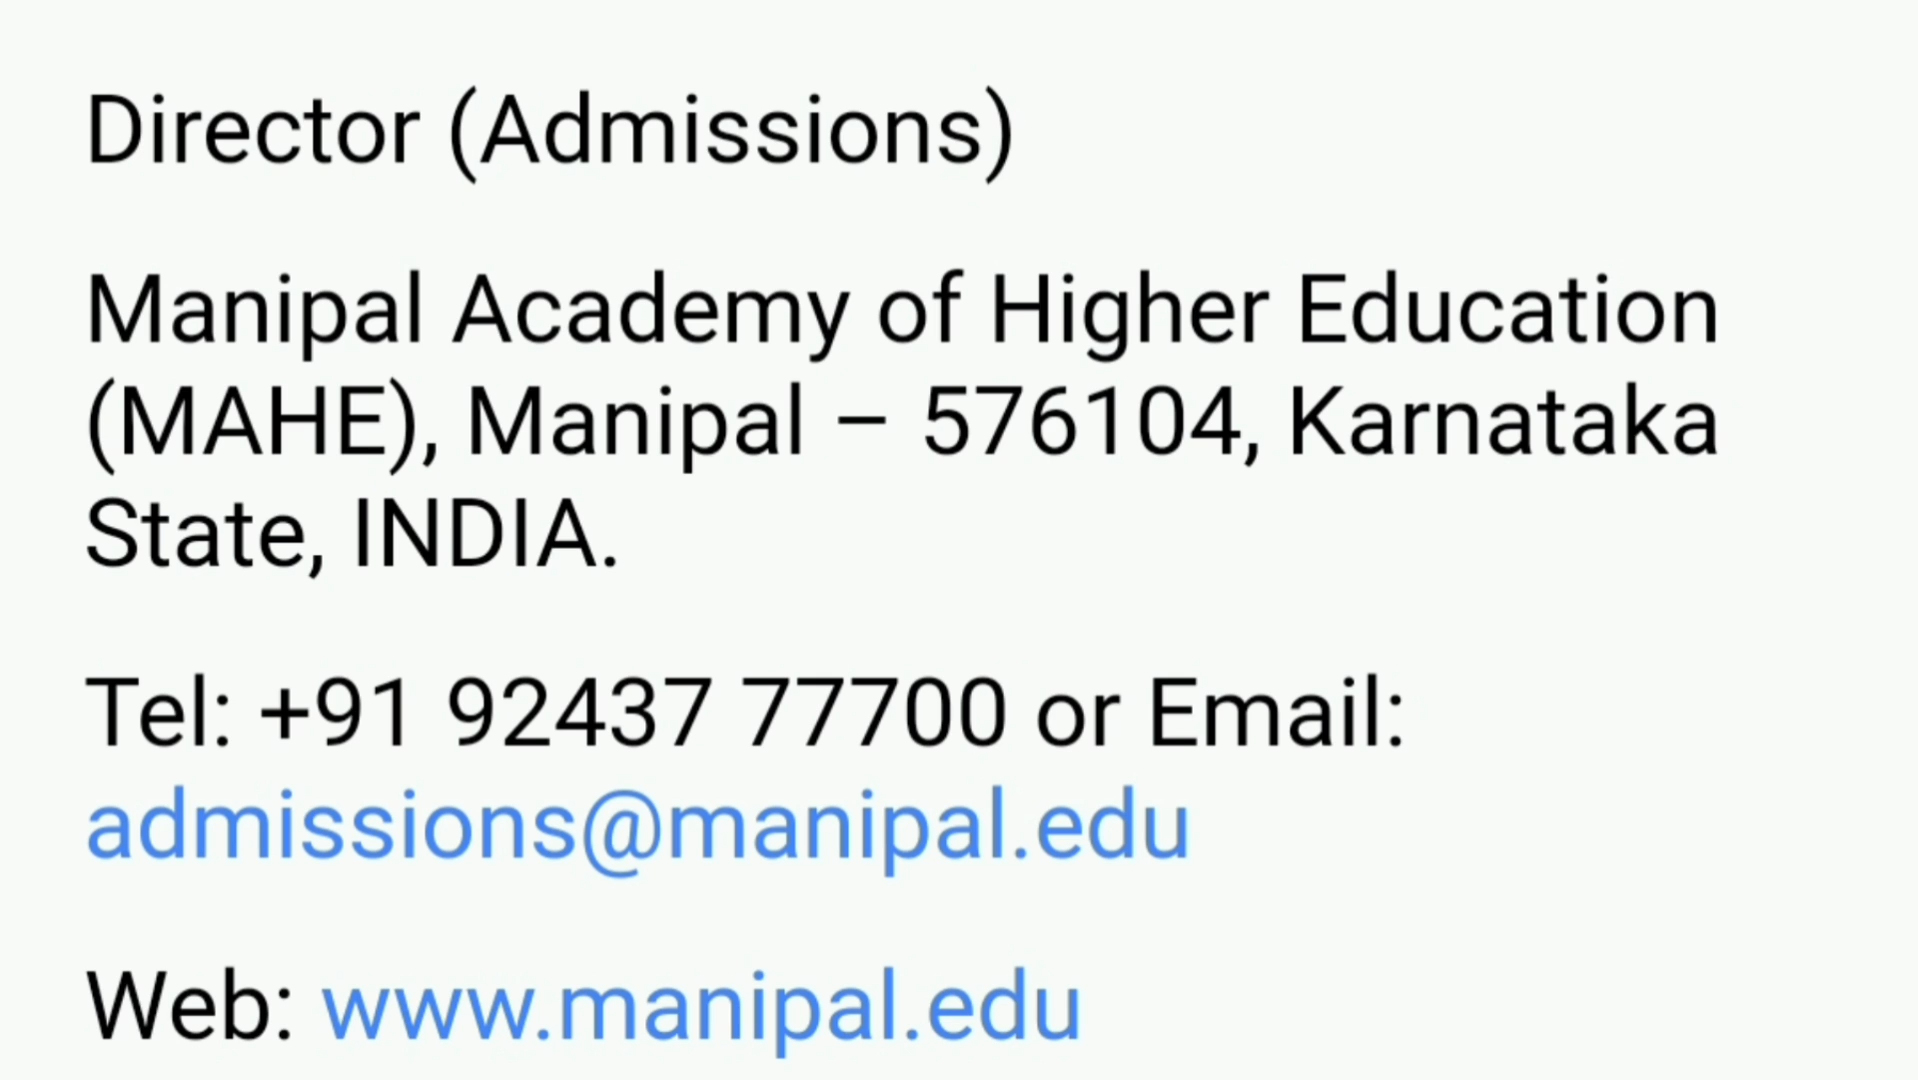 Director (Admissions)
Manipal Academy of Higher Education
(MAHE), Manipal – 576104, Karnataka
State, INDIA.
Tel: +91 92437 77700 or Email:
admissions@manipal.edu
Web: www.manipal.edu